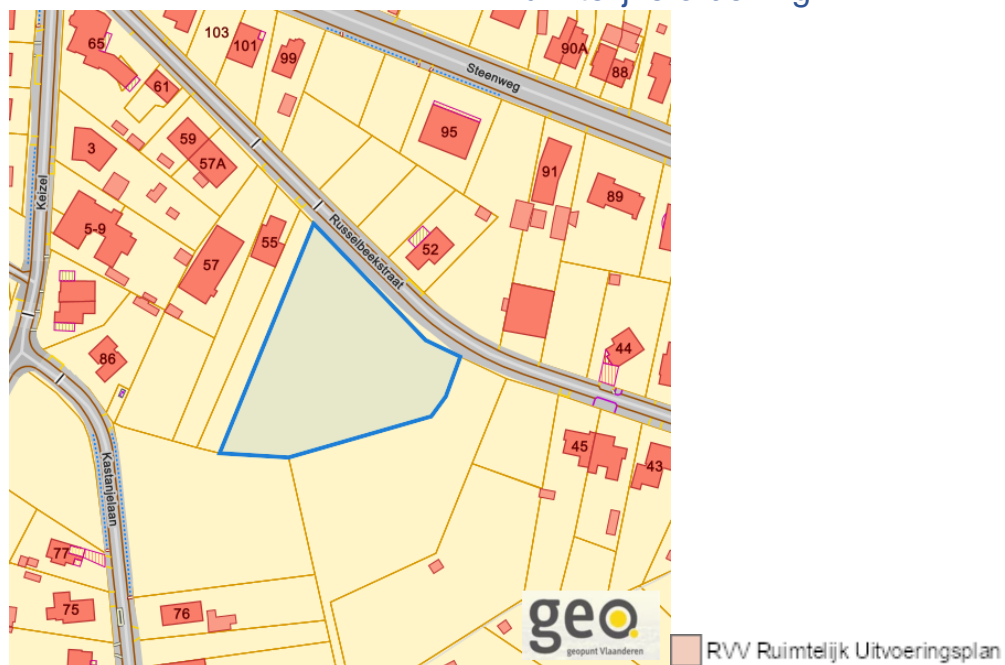 65
103
101
99
61
90A
88
Steenweg
95
59
57A
3
Keizel
91
89
5-9
55
57
Russelbeekstraat
52
86
44
45
43
Kastanjelaan
77
75
76
geo
geopunt Vlaanderen
RVV Ruimtelijk Uitvoeringsplan